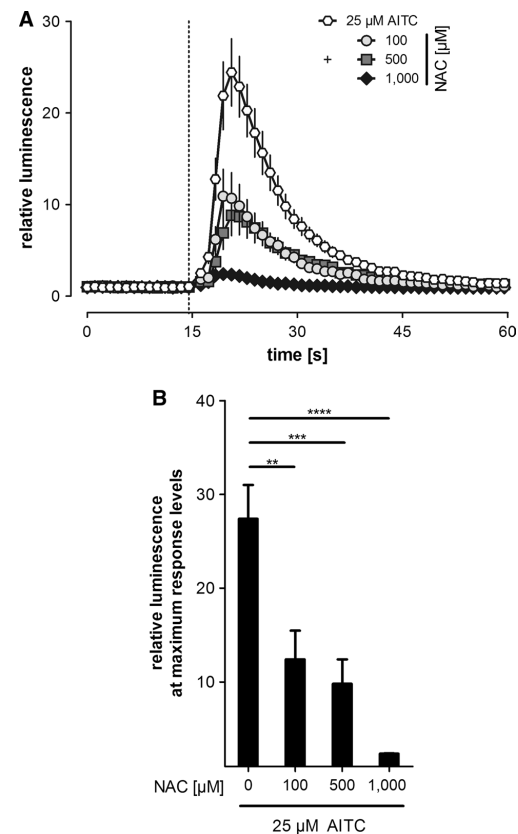 A
30
20
10
0
relative luminescence
0 15 30 45 60
time [s]
25 µM AITC
100
+ 500
1,000
NAC [µM]
B
40
30
20
10
relative luminescence
at maximum response levels
****
***
**
NAC [µM] 0 100 500 1,000
25 µM AITC